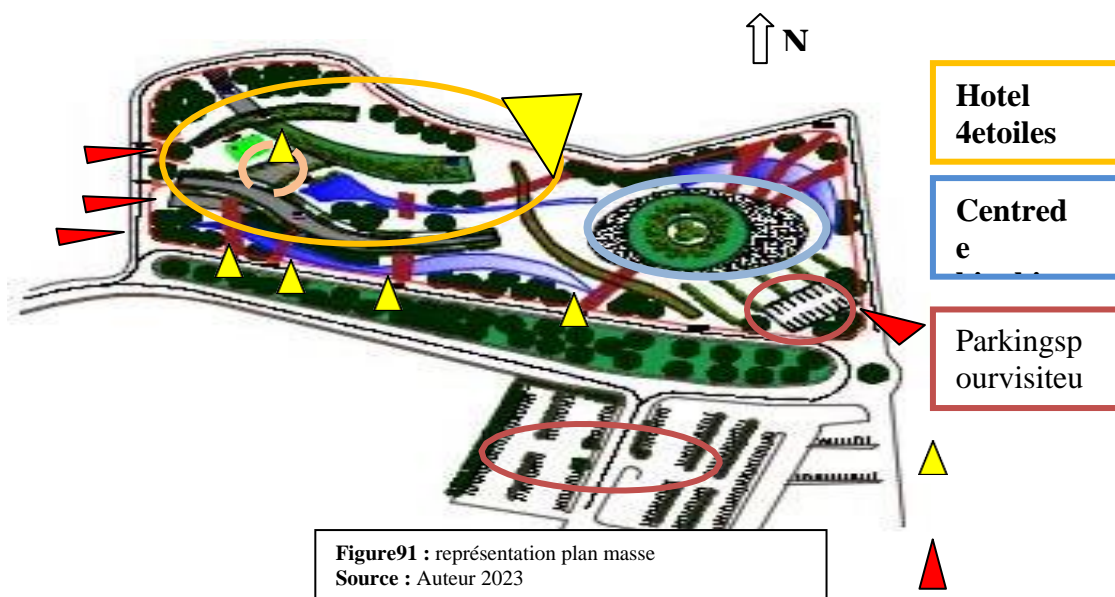 N
Hotel
4etoiles
Centred
e
Parkingsp
ourvisiteu
Figure91 : représentation plan masse
Source : Auteur 2023